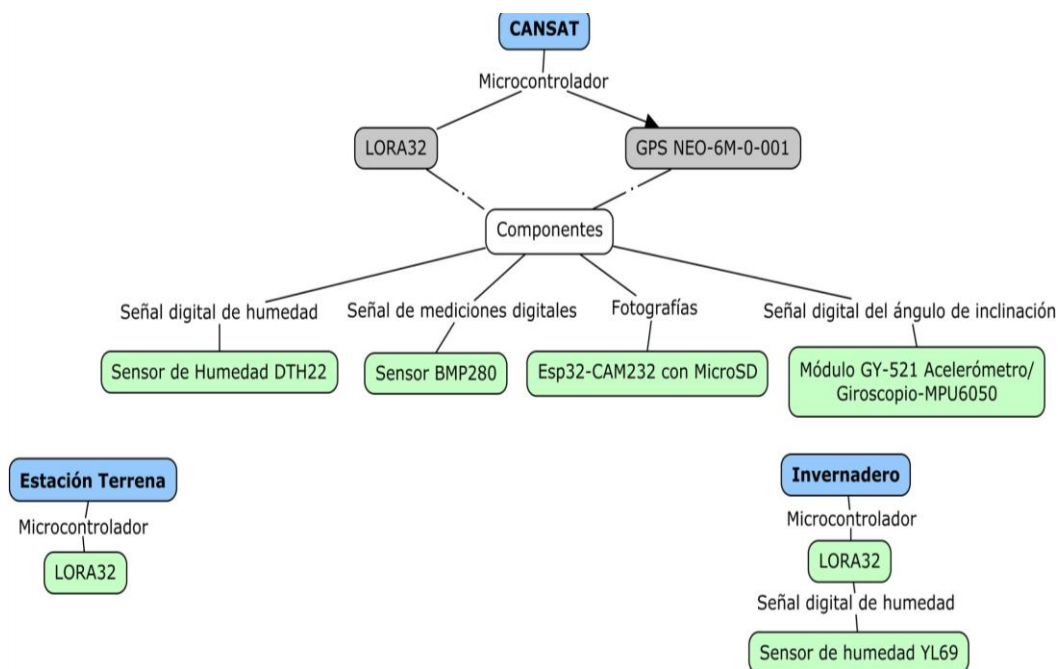 CANSAT
Microcontrolador
LORA32
GPS NEO-6M-0-001
Componentes
Señal digital de humedad
Señal de mediciones digitales
Fotografías
Señal digital del ángulo de inclinación
Sensor de Humedad DTH22
Sensor BMP280
Esp32-CAM232 con MicroSD
Módulo GY-521 Acelerómetro/
Giroscopio-MPU6050
Estación Terrena
Microcontrolador
LORA32
Invernadero
Microcontrolador
LORA32
Señal digital de humedad
Sensor de humedad YL69